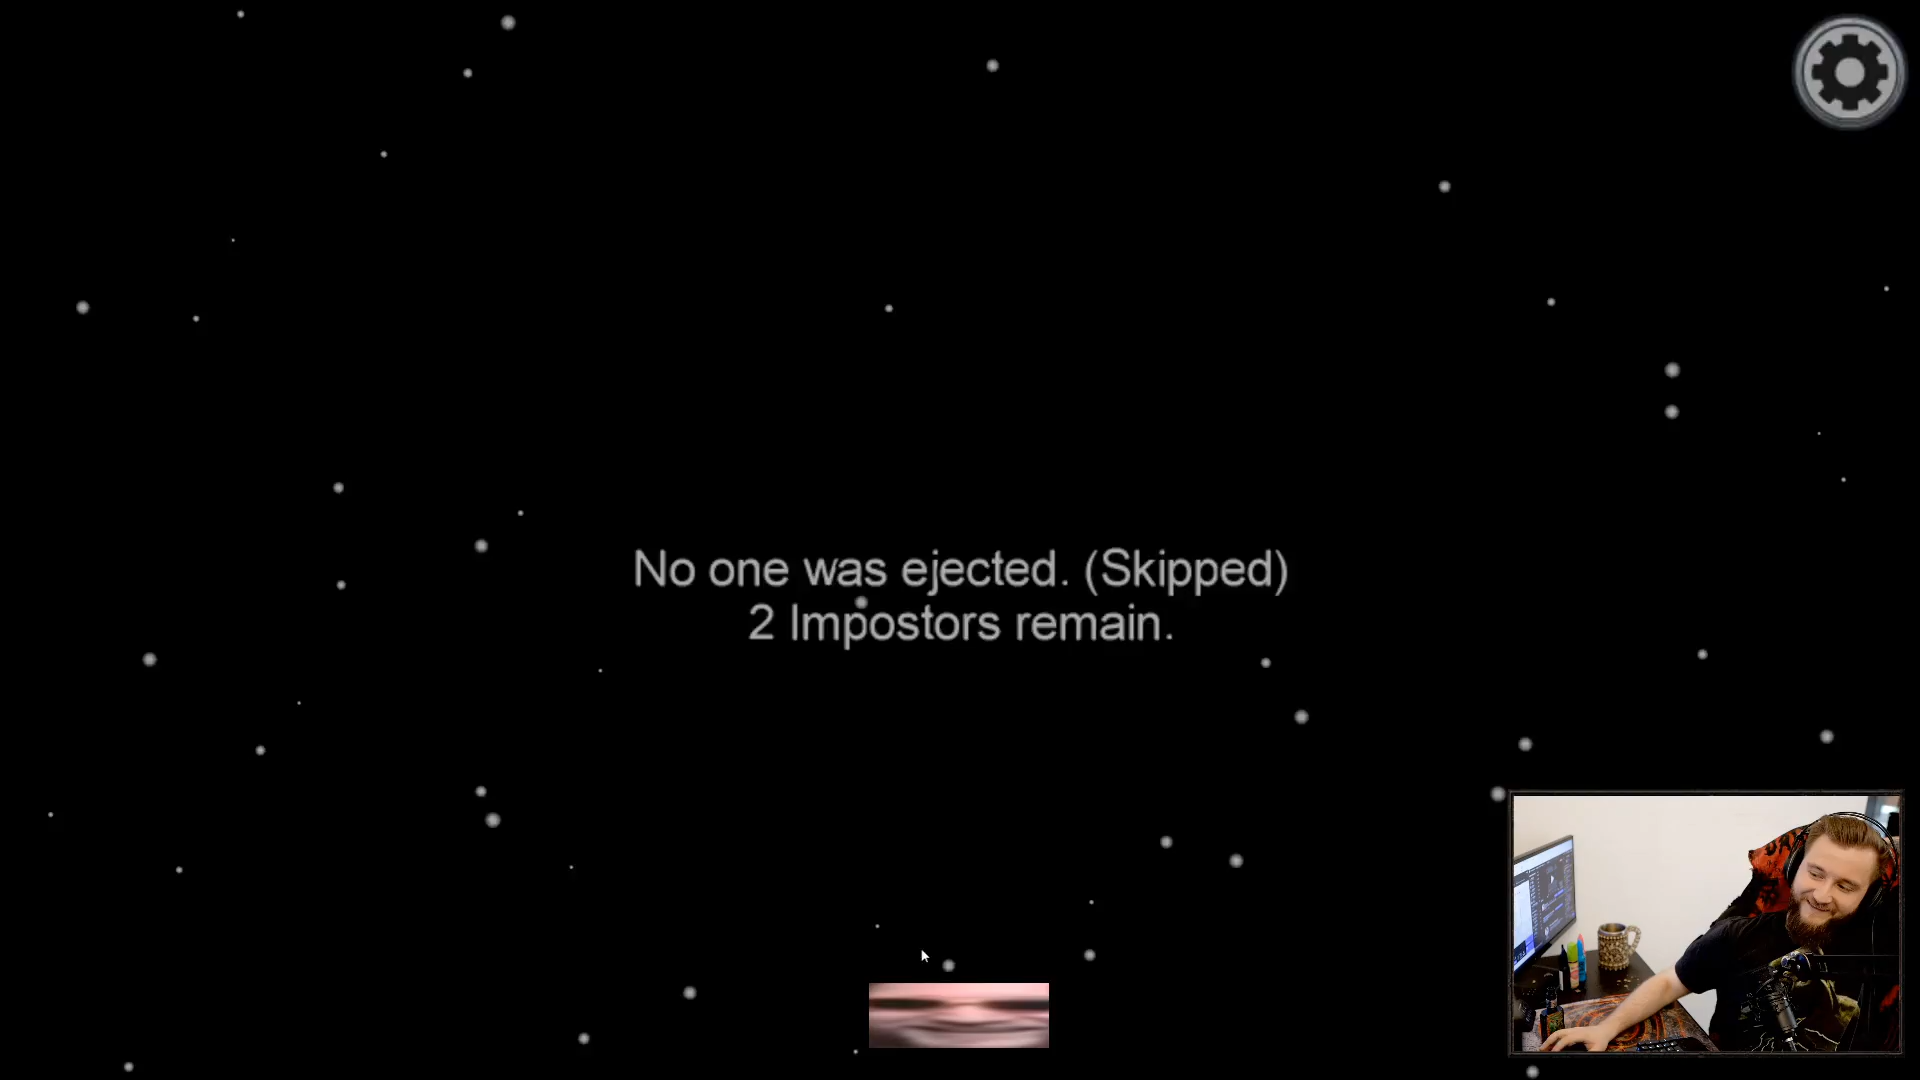 No one was ejected. (Skipped)
2 Impostors remain.